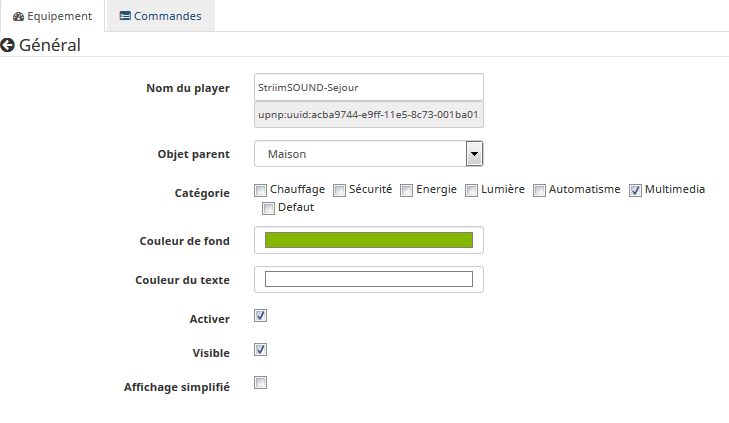 Equipement Commandes
Général
Nom du player StriimSOUND-Sejour
upnp:uuid:acba9744-e9ff-11e5-8c73-001ba01
Objet parent Maison
Catégorie Chauffage Sécurité Energie Lumière Automatisme Multimedia
Defaut
Couleur de fond
Couleur du texte
Activer
Visible
Affichage simplifié